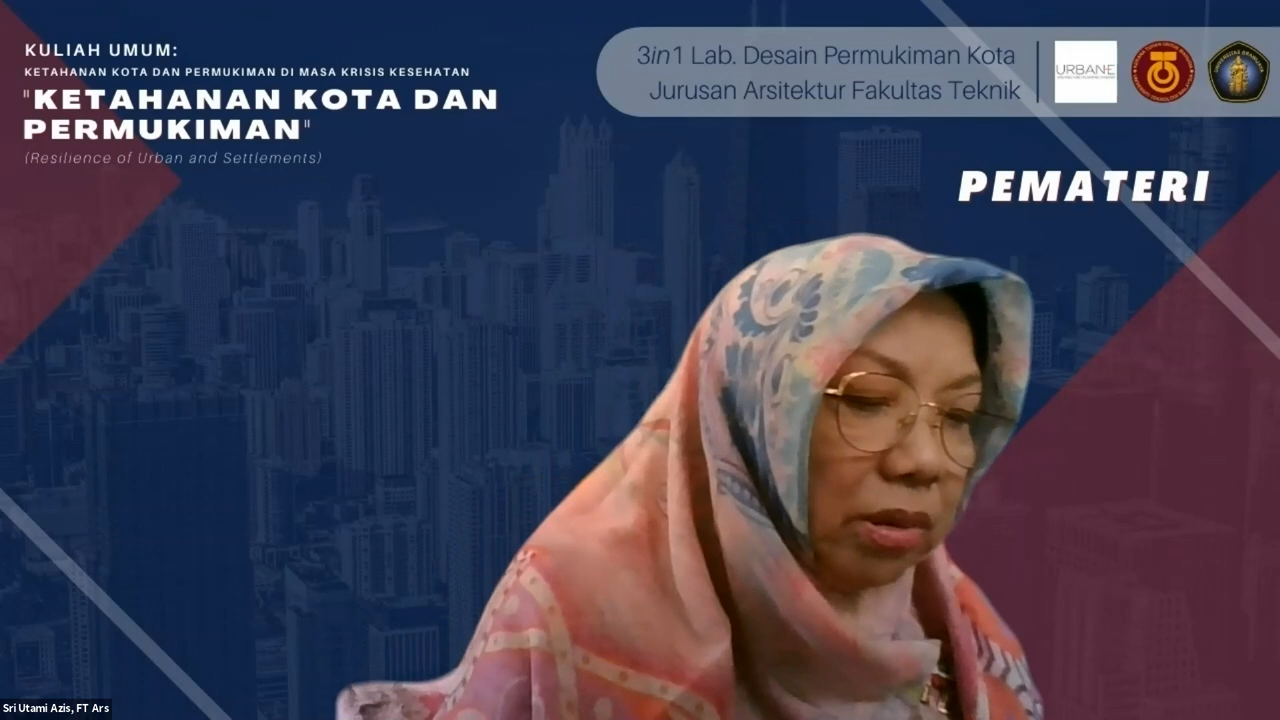 KULIAH UMUM:
KETAHANAN KOTA DAN PERMUKIMAN DI MASA KRISIS KESEHATAN
"KETAHANAN KOTA DAN
PERMUKIMAN"
(Resilience of Urban and Settlements)
3in1 Lab. Desain Permukiman Kota
Jurusan Arsitektur Fakultas Teknik
URBANE
PEMATERI
Sri Utami Azis, FT Ars